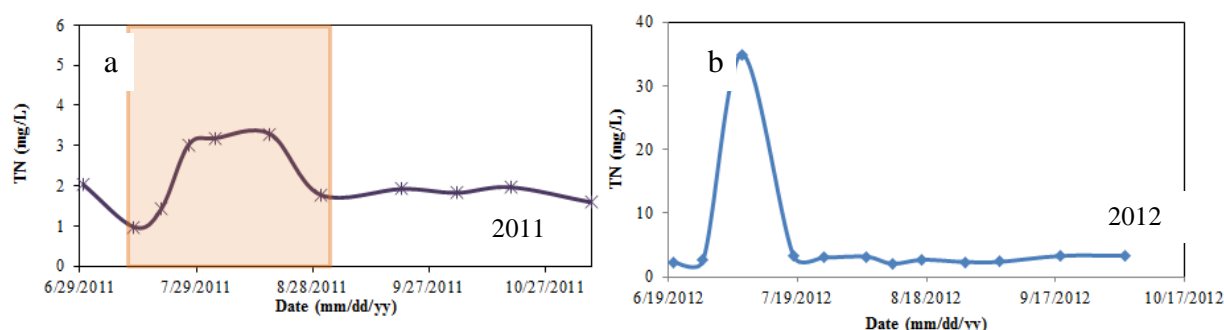 a
TN (mg/L)
6
5
4
3
2
1
0
2011
6/29/2011 7/29/2011 8/28/2011 9/27/2011 10/27/2011
Date (mm/dd/yy)
b
TN (mg/L)
40
30
20
10
0
2012
6/19/2012 7/19/2012 8/18/2012 9/17/2012 10/17/2012
Date (mm/dd/yy)